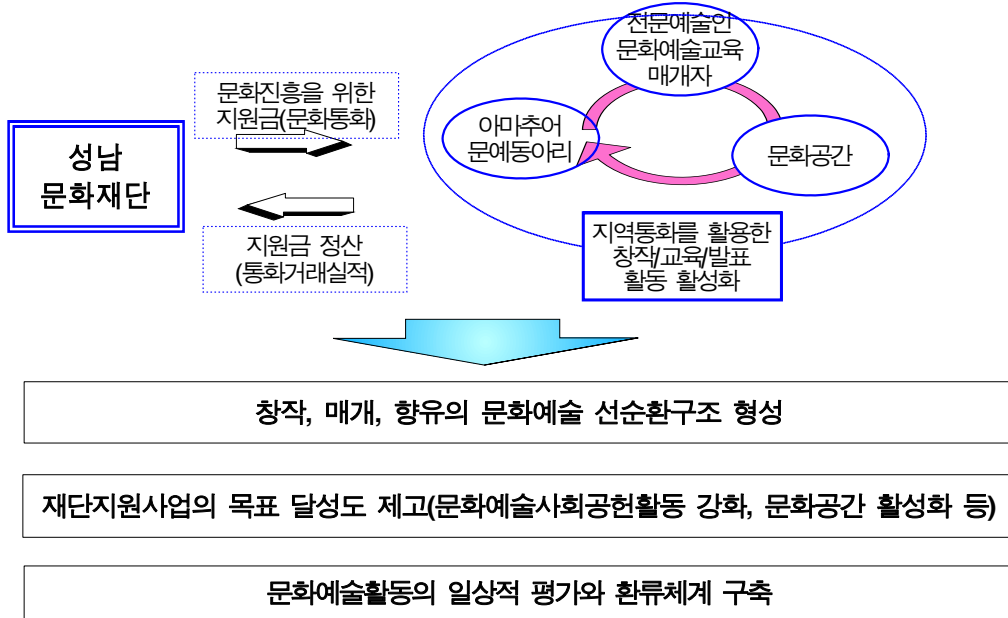 성남
문화재단
문화진흥을 위한
지원금(문화통화)
지원금 정산
(통화거래실적)
전문예술인
문화예술교육
매개자
아마추어
문예동아리
문화공간
지역통화를 활용한
창작/교육/발표
활동 활성화
창작, 매개, 향유의 문화예술 선순환구조 형성
재단지원사업의 목표 달성도 제고(문화예술사회공헌활동 강화, 문화공간 활성화 등)
문화예술활동의 일상적 평가와 환류체계 구축